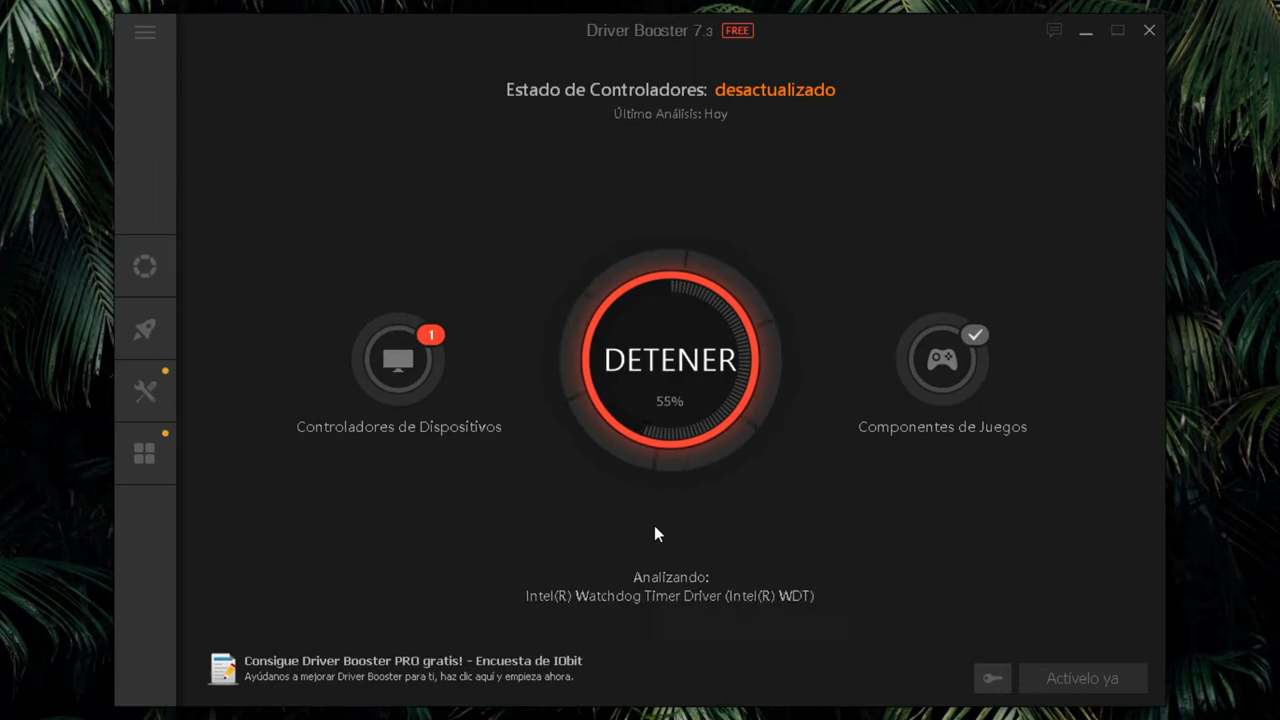 Driver Booster 7.3 FREE
Estado de Controladores: desactualizado
Último Análisis: Hoy
1
DETENER
55%
Controladores de Dispositivos
Componentes de Juegos
Analizando:
Intel(R) Watchdog Timer Driver (Intel(R) WDT)
Consigue Driver Booster PRO gratis! - Encuesta de IObit
Ayúdanos a mejorar Driver Booster para ti, haz clic aquí y empieza ahora.
Actívelo ya